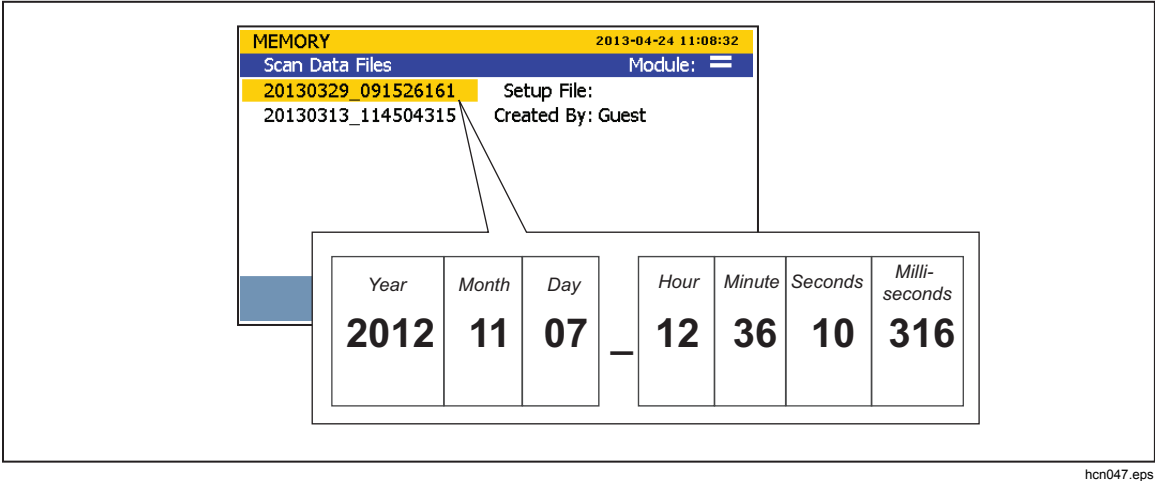 MEMORY 2013-04-24 11:08:32
Scan Data Files Module:
20130329_091526161 Setup File:
20130313_114504315 Created By: Guest
Year Month Day Hour Minute Seconds Milli-
seconds
2012 11 07 _ 12 36 10 316
hcn047.eps